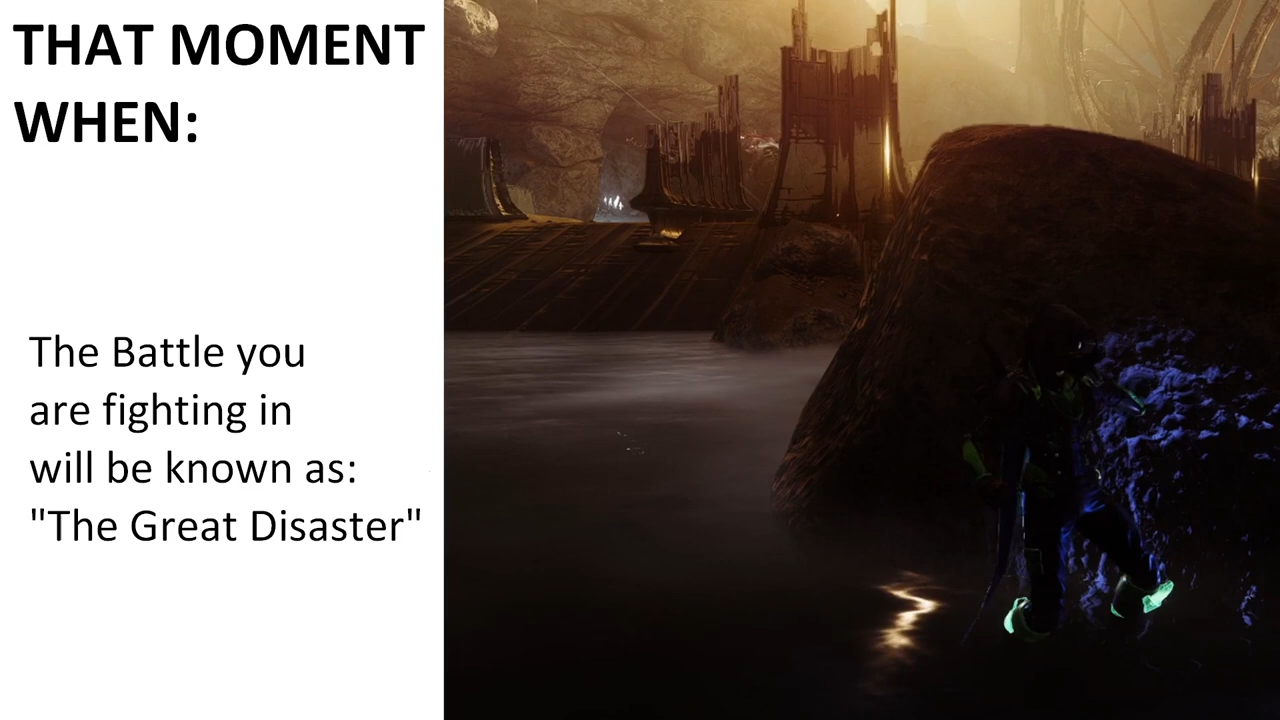 THAT MOMENT
WHEN:
The Battle you
are fighting in
will be known as:
"The Great Disaster"